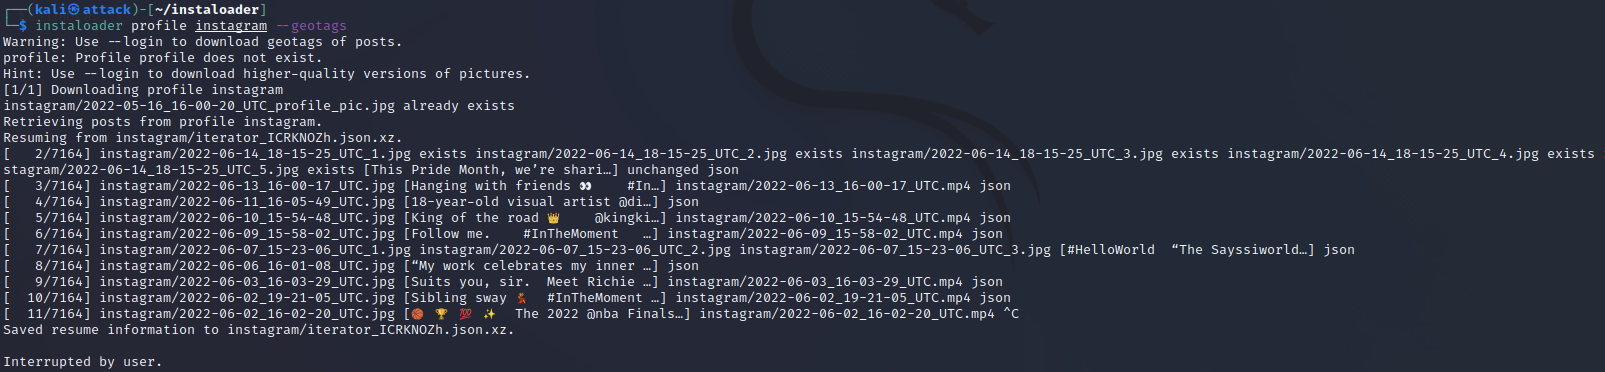 ┌──(kali㉿attack)-[~/instaloader]
└─$ instaloader profile instagram --geotags
Warning: Use --login to download geotags of posts.
profile: Profile profile does not exist.
Hint: Use --login to download higher-quality versions of pictures.
[1/1] Downloading profile instagram
instagram/2022-05-16_16-00-20_UTC_profile_pic.jpg already exists
Retrieving posts from profile instagram.
Resuming from instagram/iterator_ICRKNOZh.json.xz.
[   2/7164] instagram/2022-06-14_18-15-25_UTC_1.jpg exists instagram/2022-06-14_18-15-25_UTC_2.jpg exists instagram/2022-06-14_18-15-25_UTC_3.jpg exists instagram/2022-06-14_18-15-25_UTC_4.jpg exists
stagram/2022-06-14_18-15-25_UTC_5.jpg exists [This Pride Month, we’re shari…] unchanged json
[   3/7164] instagram/2022-06-13_16-00-17_UTC.jpg [Hanging with friends 👀    #In…] instagram/2022-06-13_16-00-17_UTC.mp4 json
[   4/7164] instagram/2022-06-11_16-05-49_UTC.jpg [18-year-old visual artist @di…] json
[   5/7164] instagram/2022-06-10_15-54-48_UTC.jpg [King of the road 👑    @kingki…] instagram/2022-06-10_15-54-48_UTC.mp4 json
[   6/7164] instagram/2022-06-09_15-58-02_UTC.jpg [Follow me.    #InTheMoment   …] instagram/2022-06-09_15-58-02_UTC.mp4 json
[   7/7164] instagram/2022-06-07_15-23-06_UTC_1.jpg instagram/2022-06-07_15-23-06_UTC_2.jpg instagram/2022-06-07_15-23-06_UTC_3.jpg [#HelloWorld  “The Sayssiworld…] json
[   8/7164] instagram/2022-06-06_16-01-08_UTC.jpg [“My work celebrates my inner …] json
[   9/7164] instagram/2022-06-03_16-03-29_UTC.jpg [Suits you, sir.  Meet Richie …] instagram/2022-06-03_16-03-29_UTC.mp4 json
[  10/7164] instagram/2022-06-02_19-21-05_UTC.jpg [Sibling sway 💃  #InTheMoment …] instagram/2022-06-02_19-21-05_UTC.mp4 json
[  11/7164] instagram/2022-06-02_16-02-20_UTC.jpg [🏀 🏆 💯 ✨  The 2022 @nba Finals…] instagram/2022-06-02_16-02-20_UTC.mp4 ^C
Saved resume information to instagram/iterator_ICRKNOZh.json.xz.
Interrupted by user.